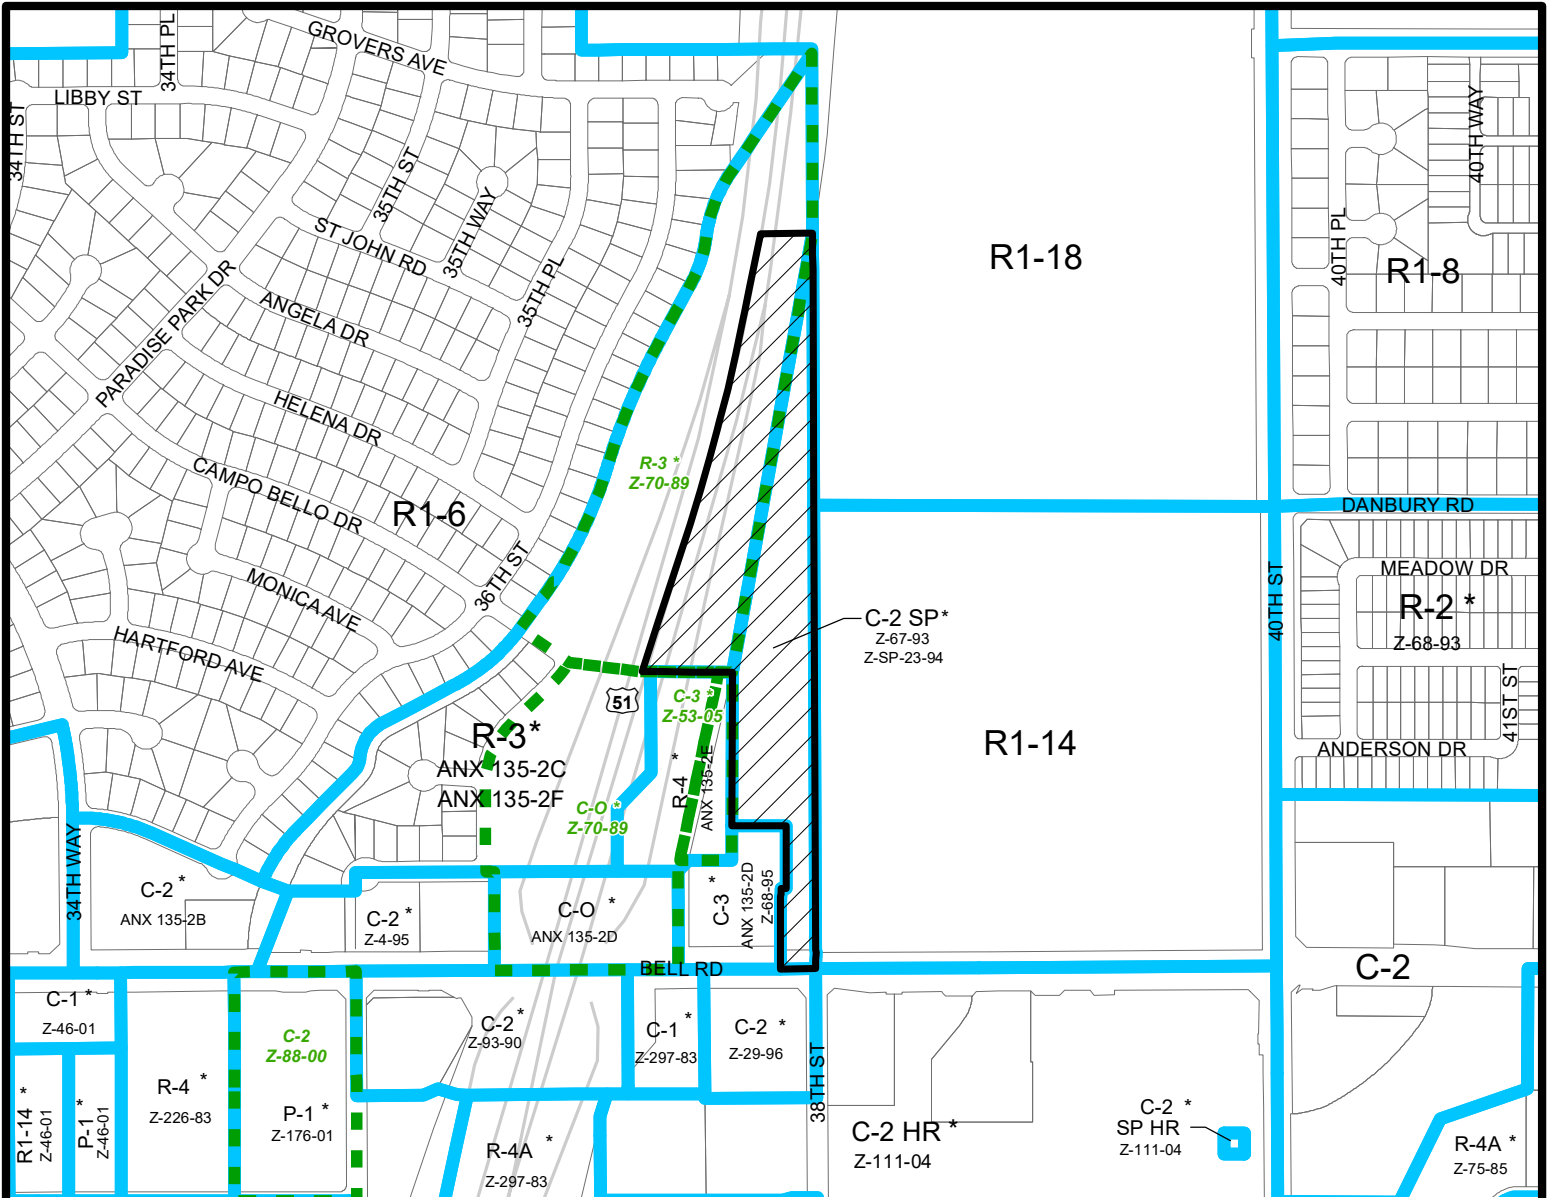 34TH PL
GROVERS AVE
LIBBY ST
34TH ST
35TH ST
35TH WAY
ST JOHN RD
35TH PL
PARADISE PARK DR
ANGELA DR
HELENA DR
CAMPO BELLO DR
R1-6
MONICA AVE
36TH ST
HARTFORD AVE
R1-18
40TH WAY
40TH PL
R1-8
R-3 *
Z-70-89
DANBURY RD
MEADOW DR
R-2 *
Z-68-93
40TH ST
41ST ST
ANDERSON DR
C-2 SP*
Z-67-93
Z-SP-23-94
51
C-3 *
Z-53-05
R-3*
ANX 135-2C
ANX 135-2F
R-4 *
ANX 135-2E
R1-14
C-O *
Z-70-89
34TH WAY
C-2 *
ANX 135-2B
C-2 *
Z-4-95
C-O *
ANX 135-2D
C-3 *
ANX 135-2D
Z-68-95
BELL RD
C-2
C-1 *
Z-46-01
R1-14 *
Z-46-01
P-1 *
Z-46-01
R-4 *
Z-226-83
C-2
Z-88-00
P-1 *
Z-176-01
C-2 *
Z-93-90
C-1 *
Z-297-83
C-2 *
Z-29-96
38TH ST
R-4A *
Z-297-83
C-2 HR *
Z-111-04
C-2 *
SP HR
Z-111-04
R-4A *
Z-75-85